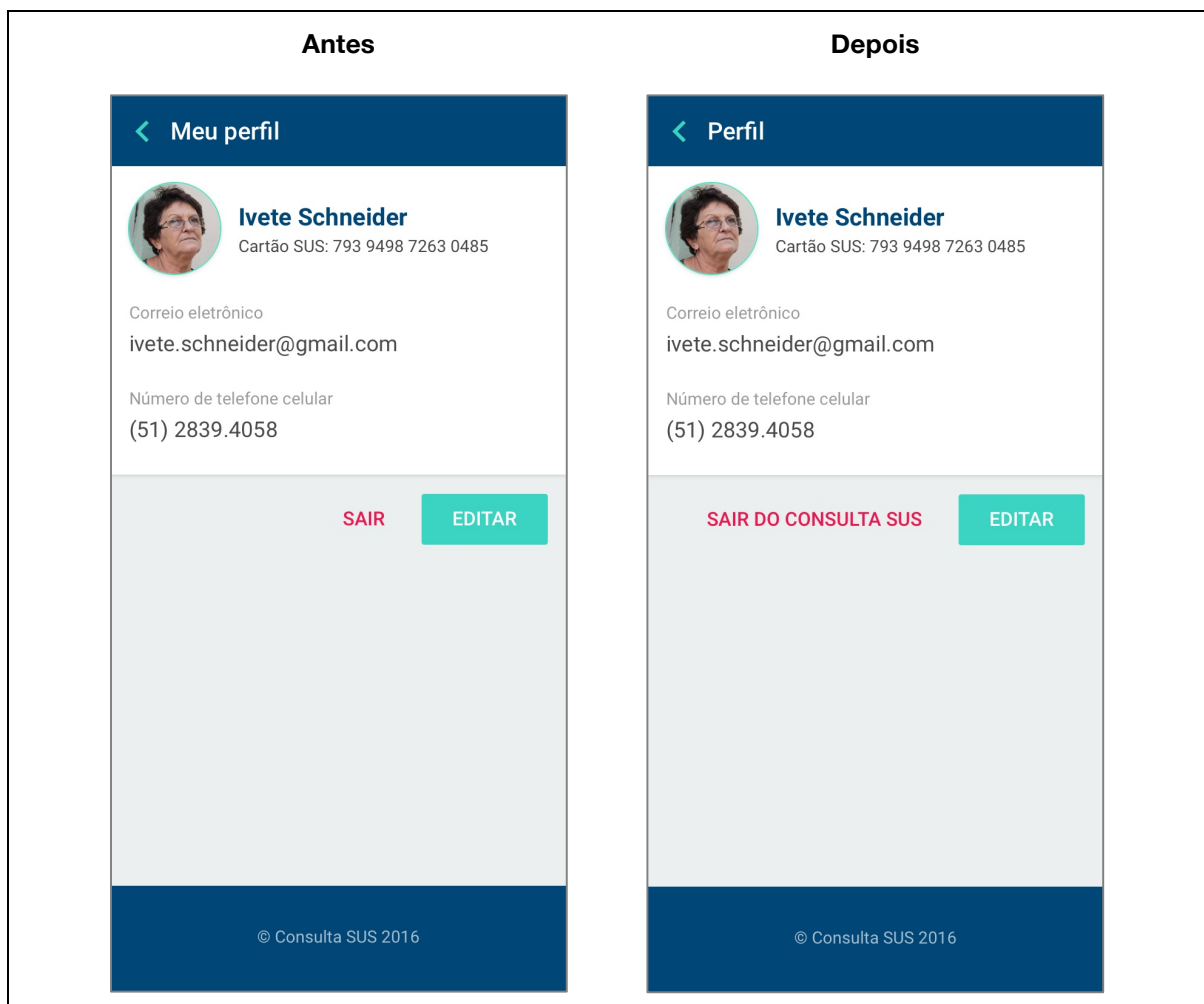 Antes
Meu perfil
Ivete Schneider
Cartão SUS: 793 9498 7263 0485
Correio eletrônico
ivete.schneider@gmail.com
Número de telefone celular
(51) 2839.4058
SAIR
EDITAR
© Consulta SUS 2016
Depois
Perfil
Ivete Schneider
Cartão SUS: 793 9498 7263 0485
Correio eletrônico
ivete.schneider@gmail.com
Número de telefone celular
(51) 2839.4058
SAIR DO CONSULTA SUS
EDITAR
© Consulta SUS 2016